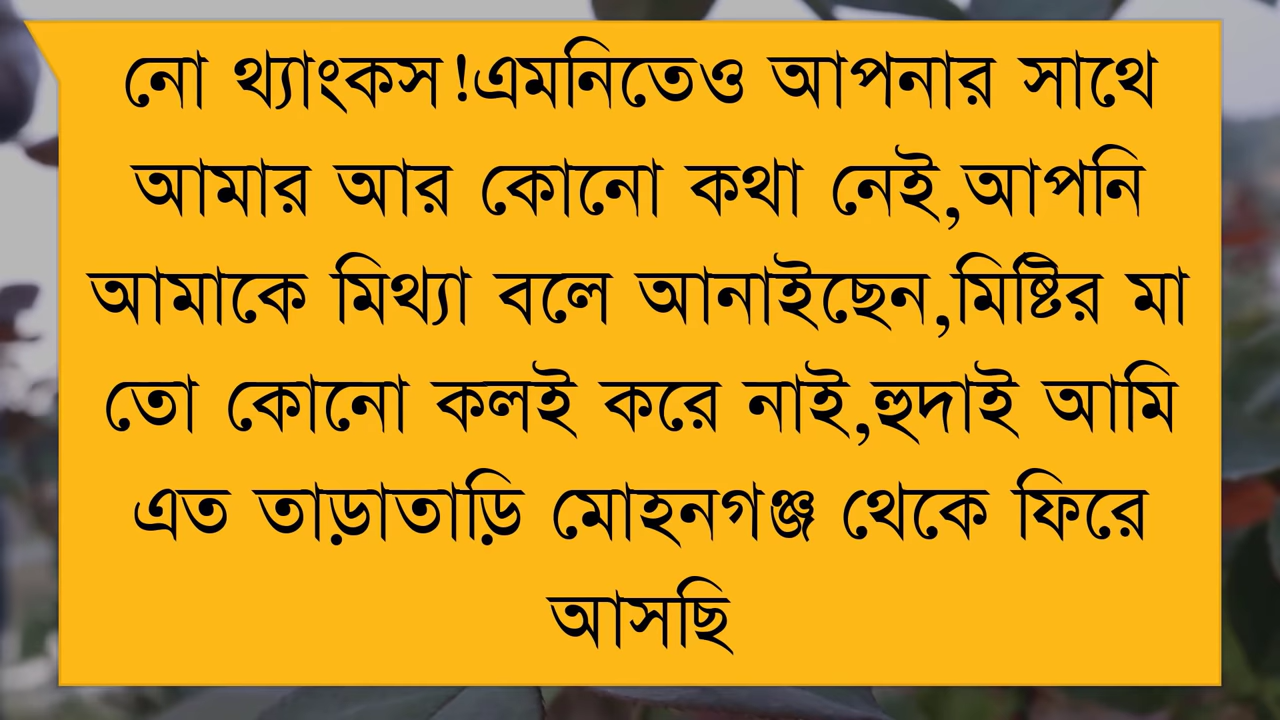 নো থ্যাংকস!এমনিতেও আপনার সাথে
আমার আর কোনো কথা নেই,আপনি
আমাকে মিথ্যা বলে আনাইছেন,মিষ্টির মা
তো কোনো কলই করে নাই,হুদাই আমি
এত তাড়াতাড়ি মোহনগঞ্জ থেকে ফিরে
আসছি